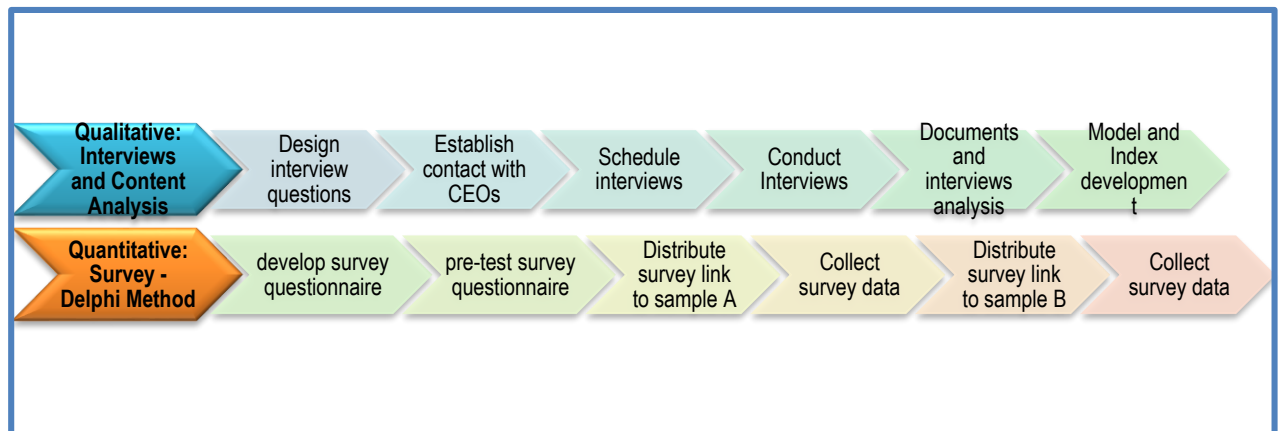 Qualitative:
Interviews
and Content
Analysis
Design
interview
questions
Establish
contact with
CEOs
Schedule
interviews
Conduct
Interviews
Documents
and
interviews
analysis
Model and
Index
developmen
t
Quantitative:
Survey -
Delphi Method
develop survey
questionnaire
pre-test survey
questionnaire
Distribute
survey link
to sample A
Collect
survey data
Distribute
survey link
to sample B
Collect
survey data